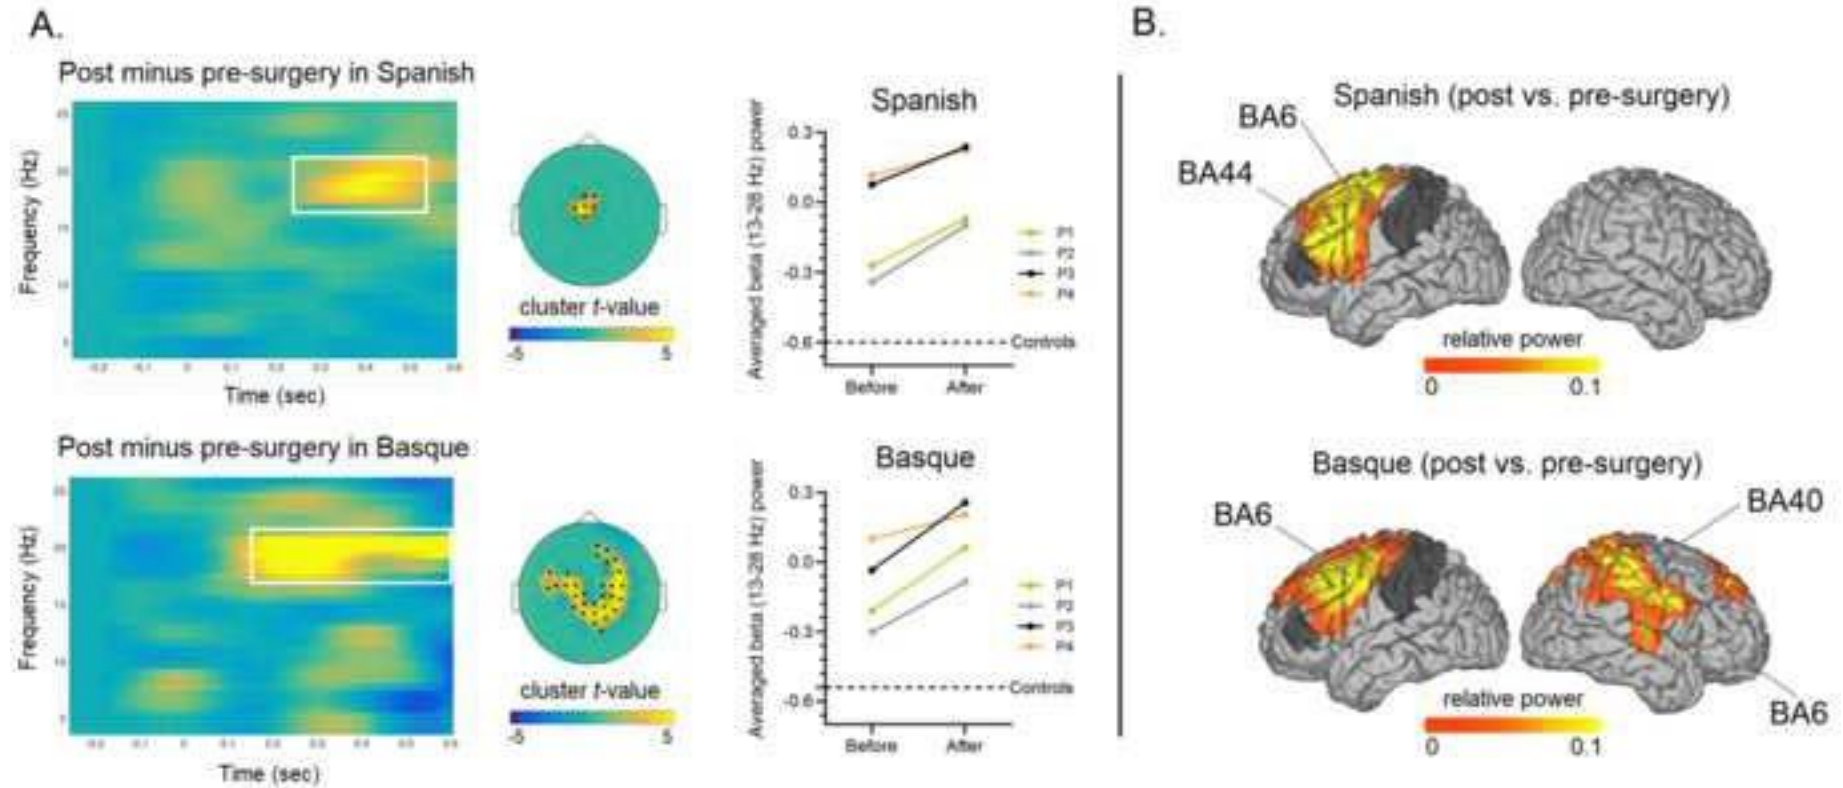 A.
Post minus pre-surgery in Spanish
Frequency (Hz)
Time (sec)
cluster t-value
-5 5
Spanish
Averaged beta (13-28 Hz) power
0.3
0.0
-0.3
-0.6
Controls
Before After
P1
P2
P3
P4
Post minus pre-surgery in Basque
Frequency (Hz)
Time (sec)
cluster t-value
-5 5
Basque
Averaged beta (13-28 Hz) power
0.3
0.0
-0.3
-0.6
Controls
Before After
P1
P2
P3
P4
B.
Spanish (post vs. pre-surgery)
BA6
BA44
relative power
0 0.1
Basque (post vs. pre-surgery)
BA6
BA40
BA6
relative power
0 0.1